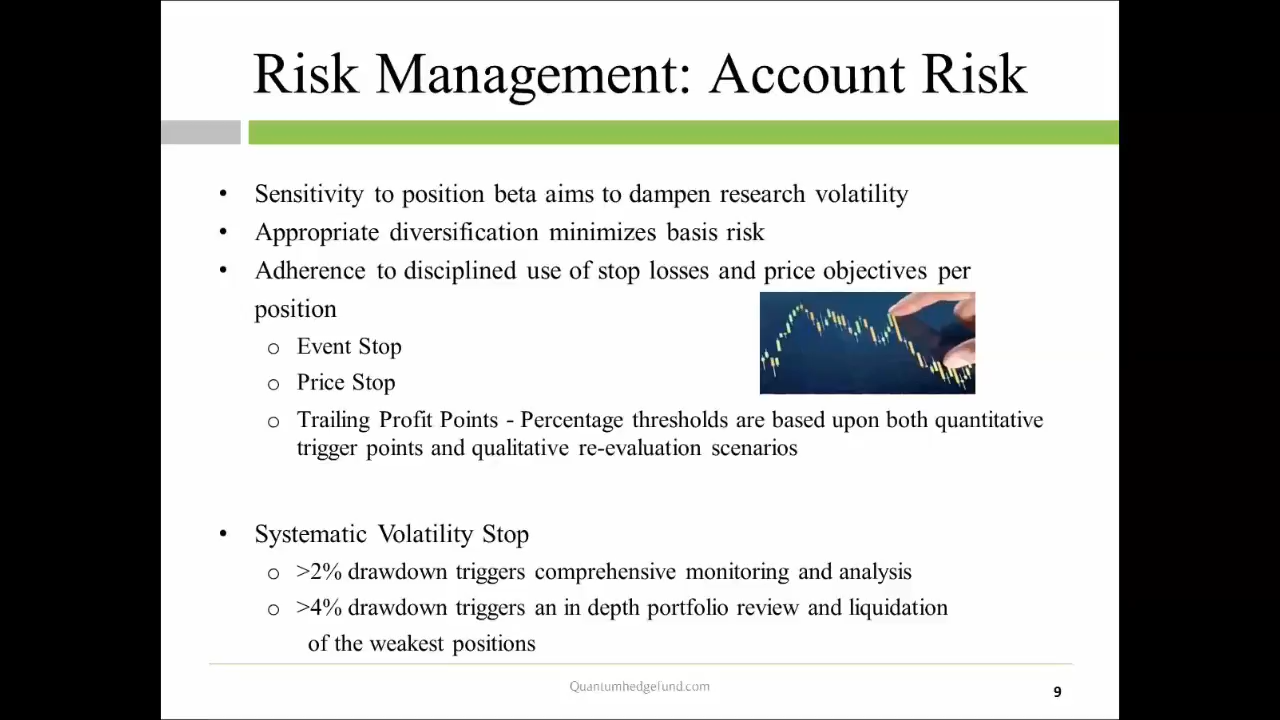 Risk Management: Account Risk
• Sensitivity to position beta aims to dampen research volatility
• Appropriate diversification minimizes basis risk
• Adherence to disciplined use of stop losses and price objectives per
position
o Event Stop
o Price Stop
o Trailing Profit Points - Percentage thresholds are based upon both quantitative
trigger points and qualitative re-evaluation scenarios
• Systematic Volatility Stop
o >2% drawdown triggers comprehensive monitoring and analysis
o >4% drawdown triggers an in depth portfolio review and liquidation
of the weakest positions
Quantumhedgefund.com
9